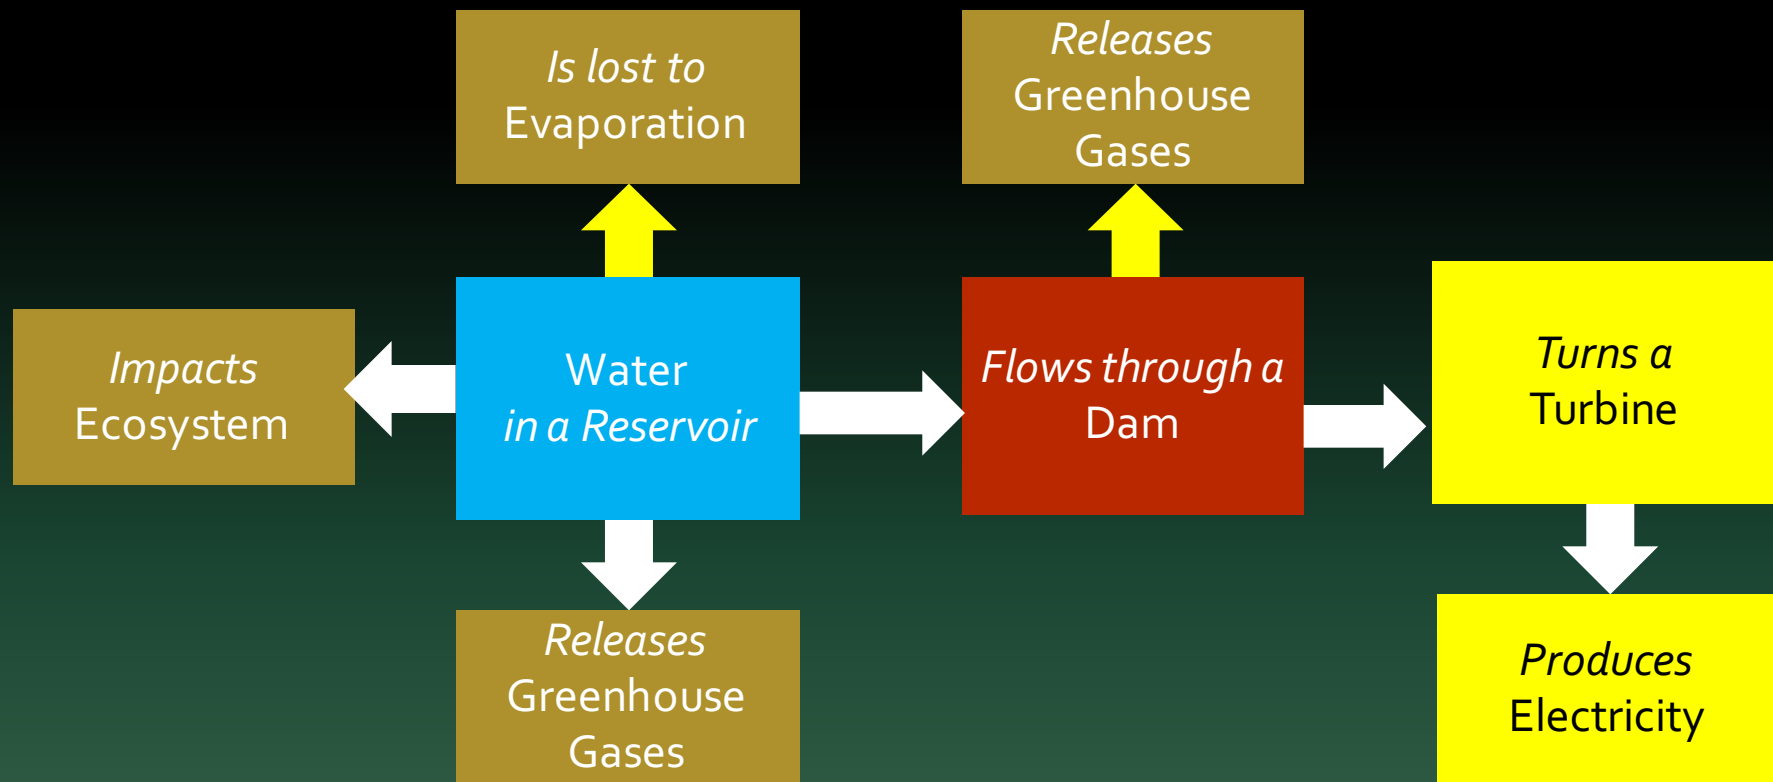 Is lost to
Evaporation
Releases
Greenhouse
Gases
Impacts
Ecosystem
Water
in a Reservoir
Flows through a
Dam
Turns a
Turbine
Releases
Greenhouse
Gases
Produces
Electricity